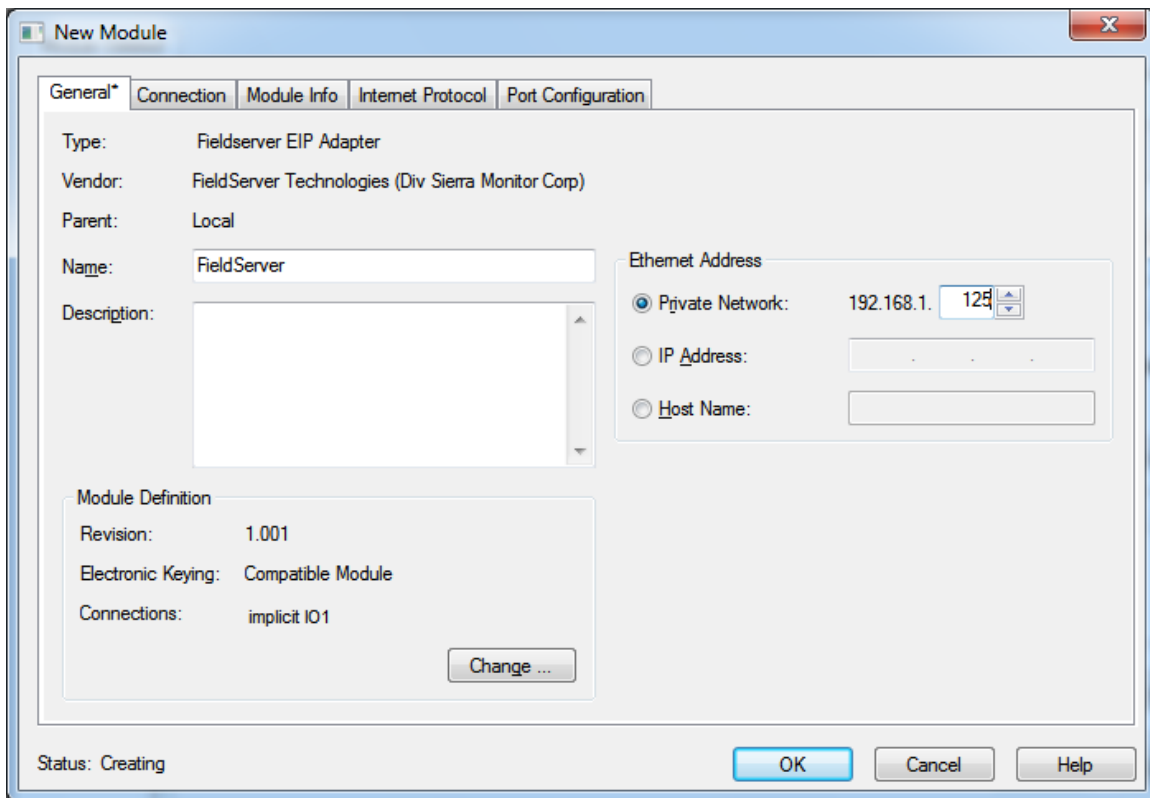 New Module
General* Connection Module Info Internet Protocol Port Configuration
Type: Fieldserver EIP Adapter
Vendor: FieldServer Technologies (Div Sierra Monitor Corp)
Parent: Local
Name: FieldServer
Description:
Ethernet Address
Private Network: 192.168.1. 125
IP Address: . . .
Host Name:
Module Definition
Revision: 1.001
Electronic Keying: Compatible Module
Connections: implicit IO1
Change ...
Status: Creating
OK Cancel Help